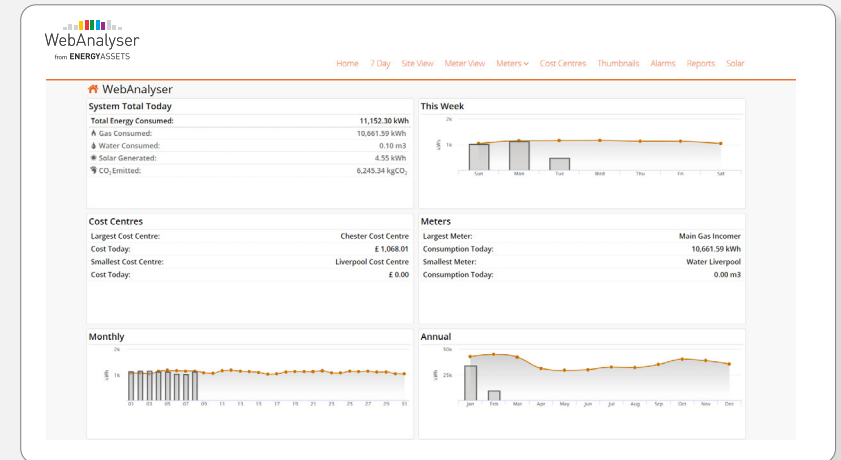 WebAnalyser
from ENERGYASSETS
Home 7 Day Site View Meter View Meters Cost Centres Thumbnails Alarms Reports Solar
WebAnalyser
System Total Today
Total Energy Consumed: 11,152.30 kWh
Gas Consumed: 10,661.59 kWh
Water Consumed: 0.10 m3
Solar Generated: 4.55 kWh
CO₂ Emitted: 6,245.34 kgCO₂
This Week
2k
1k
kWh
Sun Mon Tue Wed Thu Fri Sat
Cost Centres
Largest Cost Centre: Chester Cost Centre
Cost Today: £ 1,068.01
Smallest Cost Centre: Liverpool Cost Centre
Cost Today: £ 0.00
Meters
Largest Meter: Main Gas Incomer
Consumption Today: 10,661.59 kWh
Smallest Meter: Water Liverpool
Consumption Today: 0.00 m3
Monthly
2k
1k
kWh
01 03 05 07 09 11 13 15 17 19 21 23 25 27 29 31
Annual
50k
25k
kWh
Jan Feb Mar Apr May Jun Jul Aug Sep Oct Nov Dec